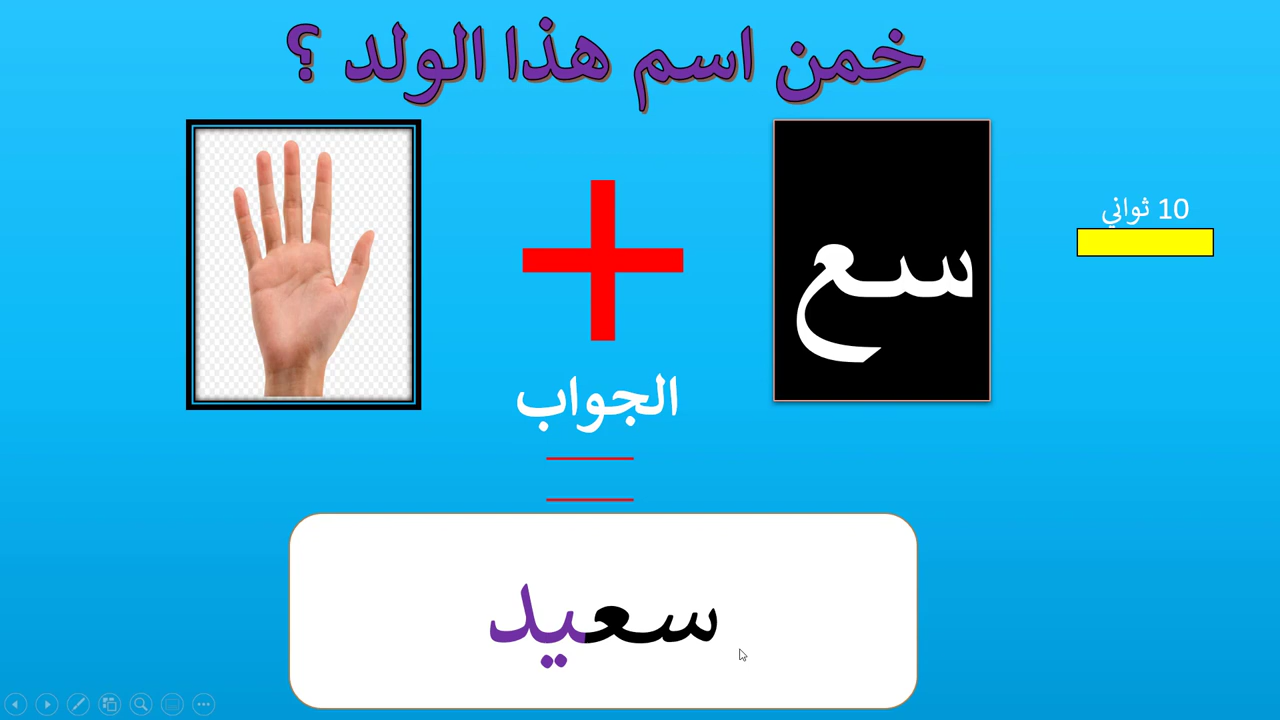 خمن اسم هذا الولد ؟
10 ثواني
سع
الجواب
سعيد